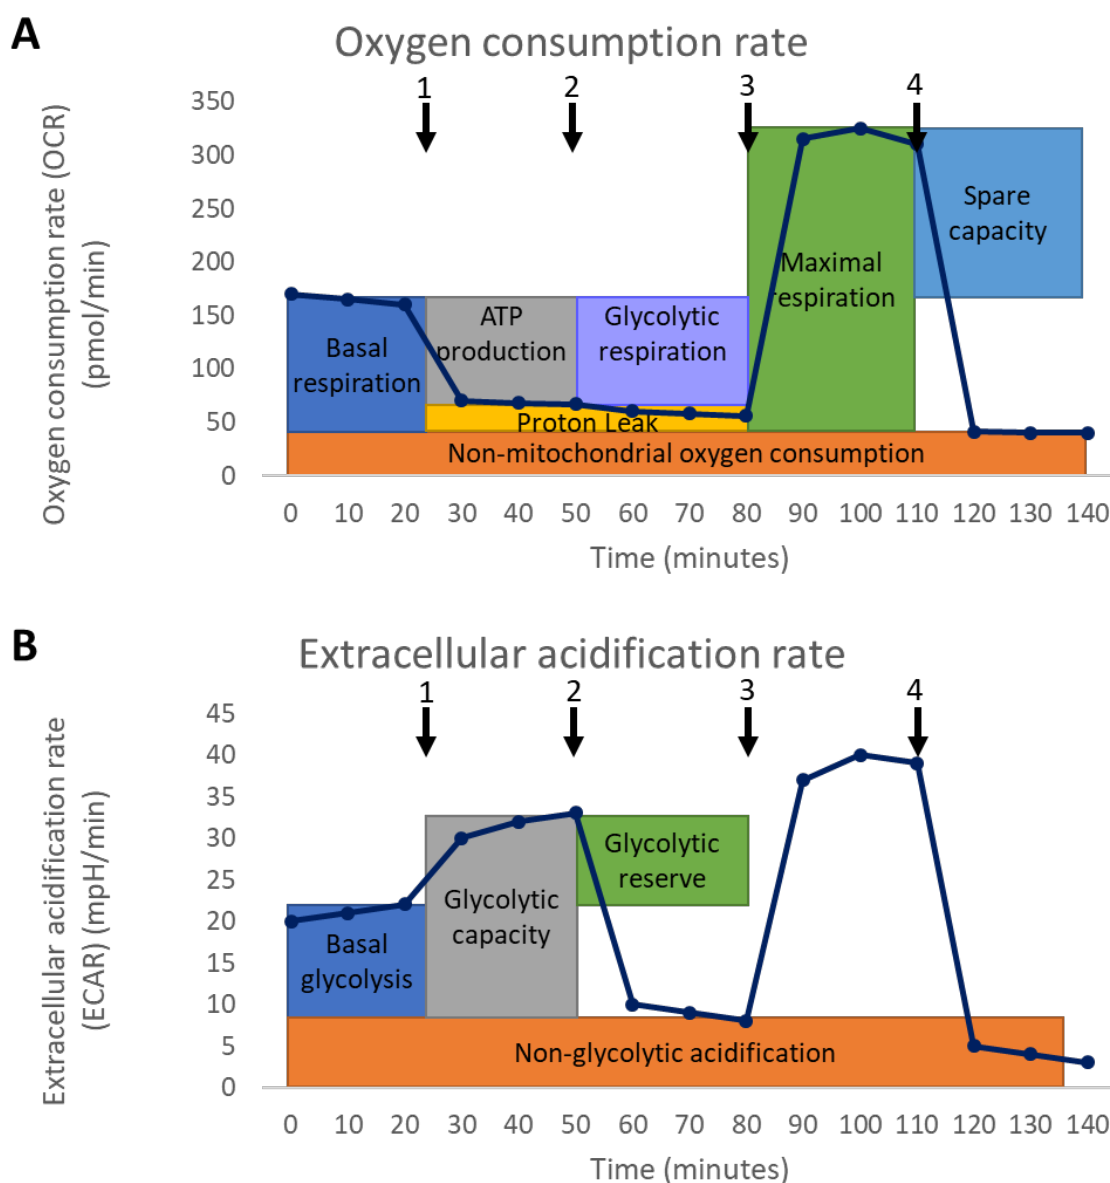 A
Oxygen consumption rate
1
2
3
4
Oxygen consumption rate (OCR)
(pmol/min)
350
300
250
200
150
100
50
0
Basal
respiration
ATP
production
Glycolytic
respiration
Proton Leak
Maximal
respiration
Spare
capacity
Non-mitochondrial oxygen consumption
0 10 20 30 40 50 60 70 80 90 100 110 120 130 140
Time (minutes)
B
Extracellular acidification rate
1
2
3
4
Extracellular acidification rate
(ECAR) (mpH/min)
45
40
35
30
25
20
15
10
5
0
Basal
glycolysis
Glycolytic
capacity
Glycolytic
reserve
Non-glycolytic acidification
0 10 20 30 40 50 60 70 80 90 100 110 120 130 140
Time (minutes)